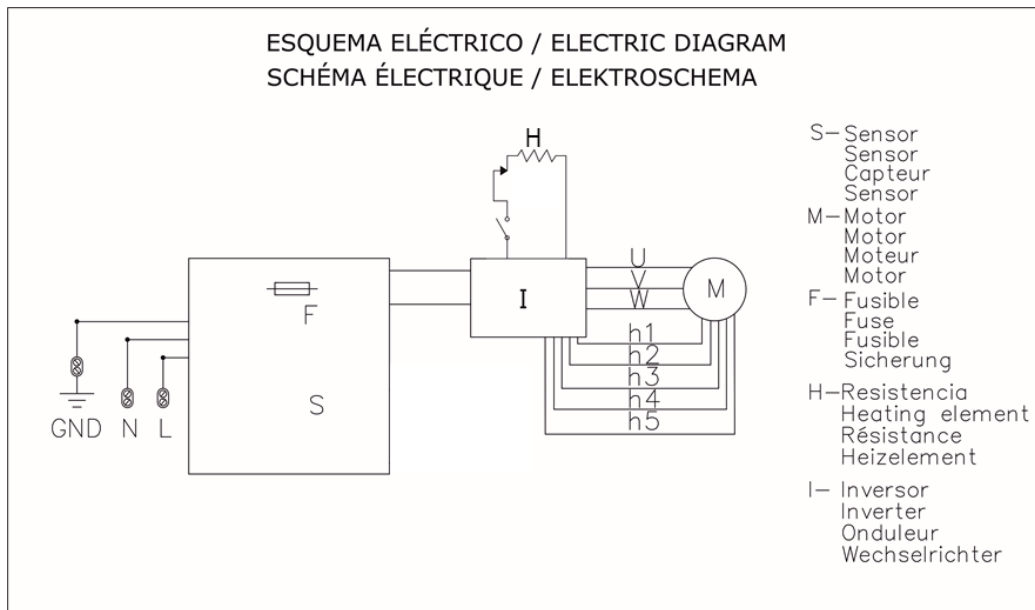 ESQUEMA ELÉCTRICO / ELECTRIC DIAGRAM
SCHÉMA ÉLECTRIQUE / ELEKTROSCHEMA
H
U
V
W
I
M
F
S
h1
h2
h3
h4
h5
GND N L
S— Sensor
Sensor
Capteur
Sensor
M— Motor
Motor
Moteur
Motor
F— Fusible
Fuse
Fusible
Sicherung
H— Resistencia
Heating element
Résistance
Heizelement
I— Inversor
Inverter
Onduleur
Wechselrichter